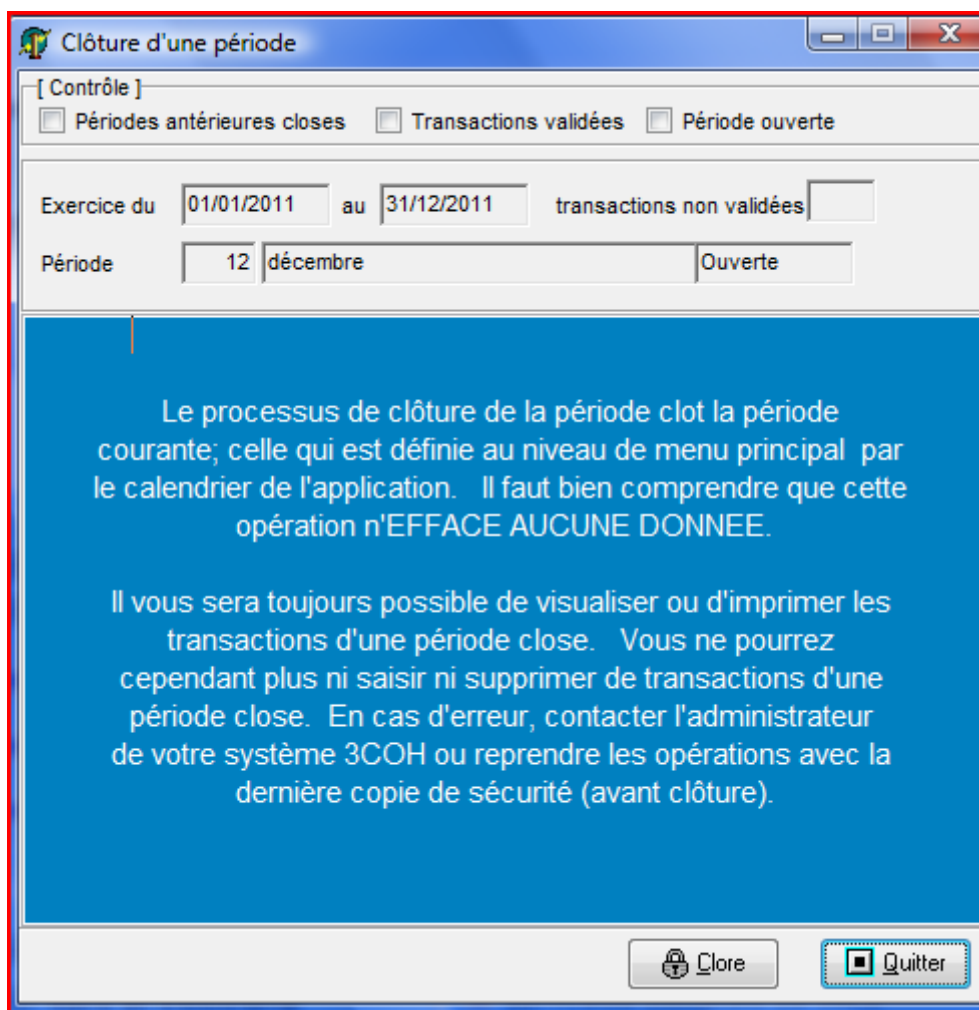 Clôture d'une période
[ Contrôle ]
Périodes antérieures closes Transactions validées Période ouverte
Exercice du 01/01/2011 au 31/12/2011 transactions non validées
Période 12 décembre Ouverte
Le processus de clôture de la période clot la période
courante; celle qui est définie au niveau de menu principal par
le calendrier de l'application. Il faut bien comprendre que cette
opération n'EFFACE AUCUNE DONNEE.
Il vous sera toujours possible de visualiser ou d'imprimer les
transactions d'une période close. Vous ne pourrez
cependant plus ni saisir ni supprimer de transactions d'une
période close. En cas d'erreur, contacter l'administrateur
de votre système 3COH ou reprendre les opérations avec la
dernière copie de sécurité (avant clôture).
Clore Quitter